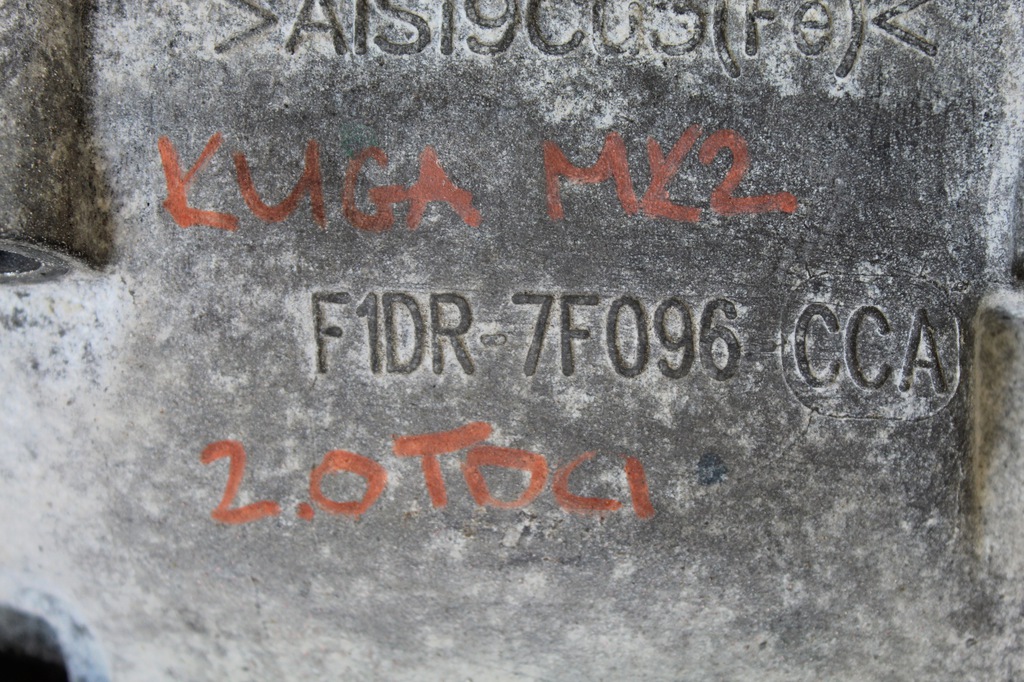 >AlSi9Cu3(Fe)<
KUGA MK2
F1DR-7F096 CCA
2.0TDCI